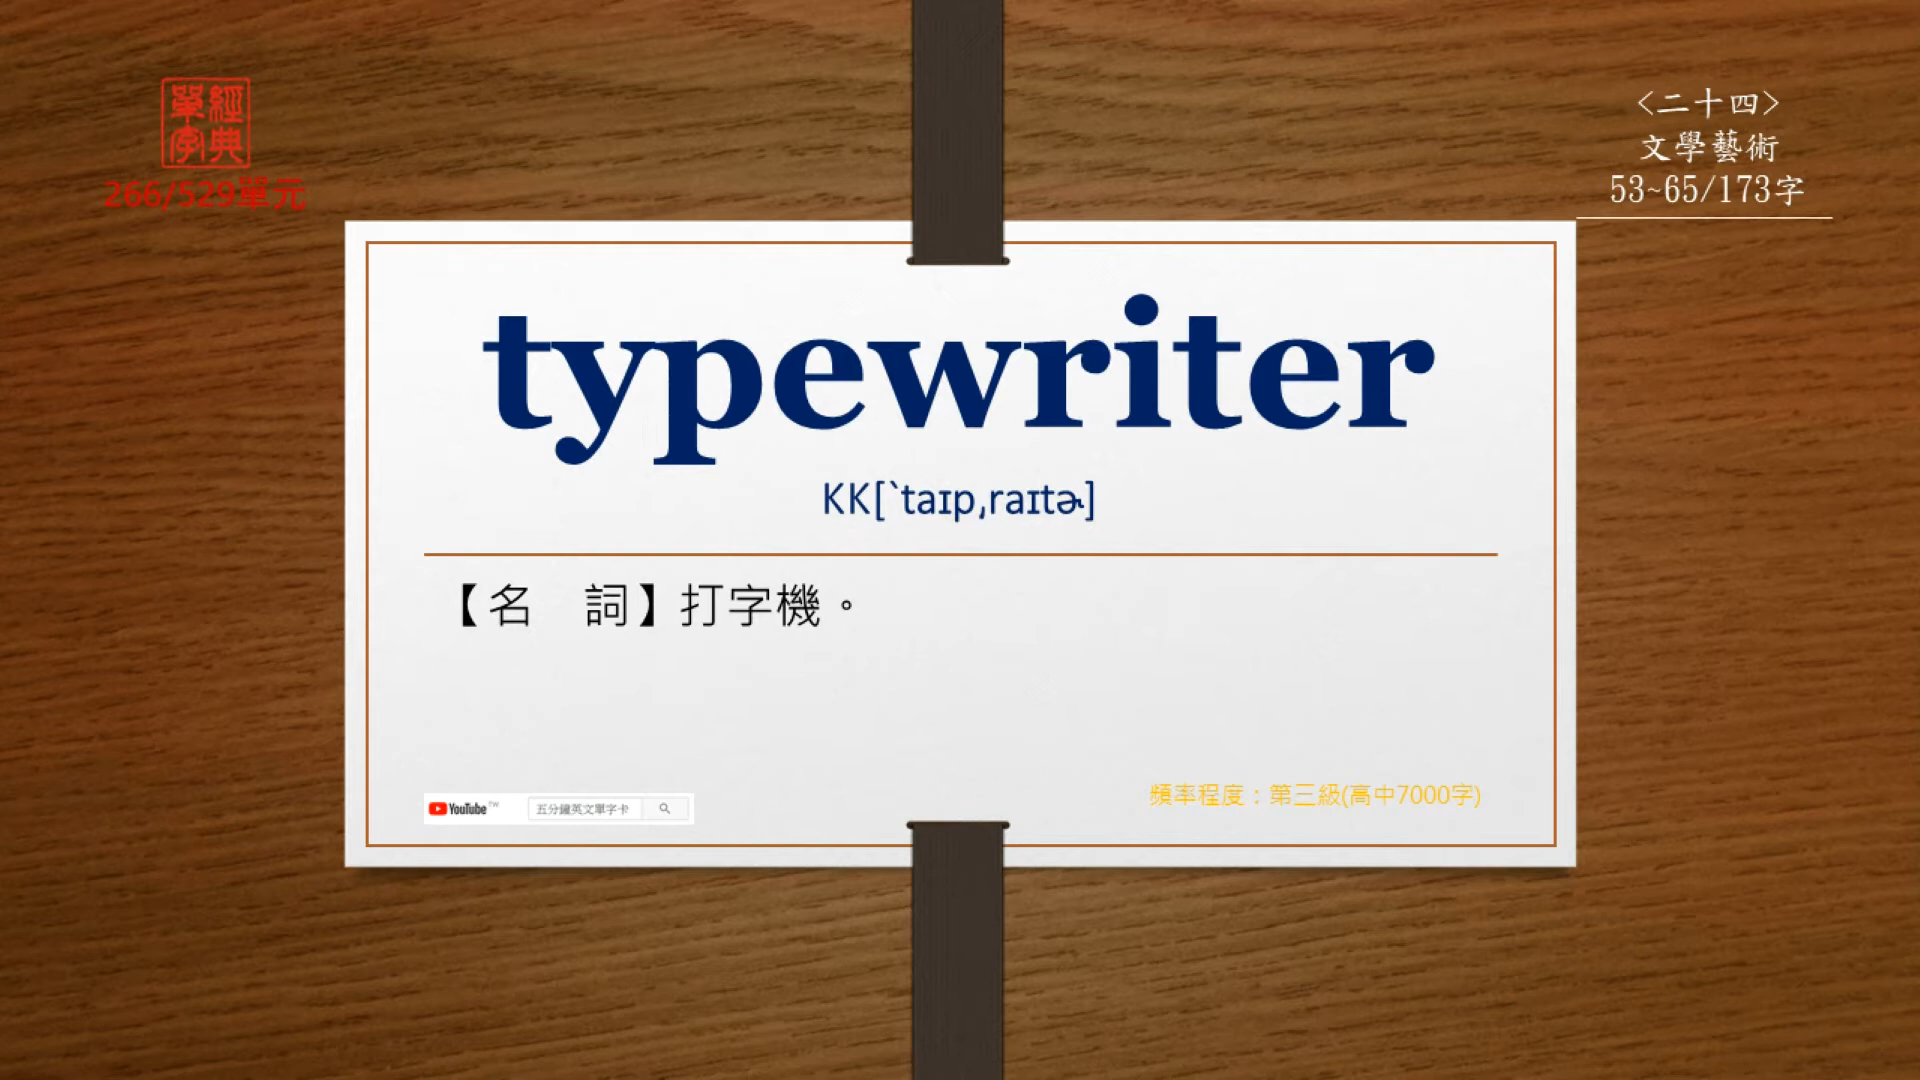 經典單字
266/529單元
<二十四>
文學藝術
53~65/173字
typewriter
KK[ˋtaɪp͵raɪtɚ]
【名　詞】打字機。
YouTube TW 五分鐘英文單字卡
頻率程度：第三級(高中7000字)